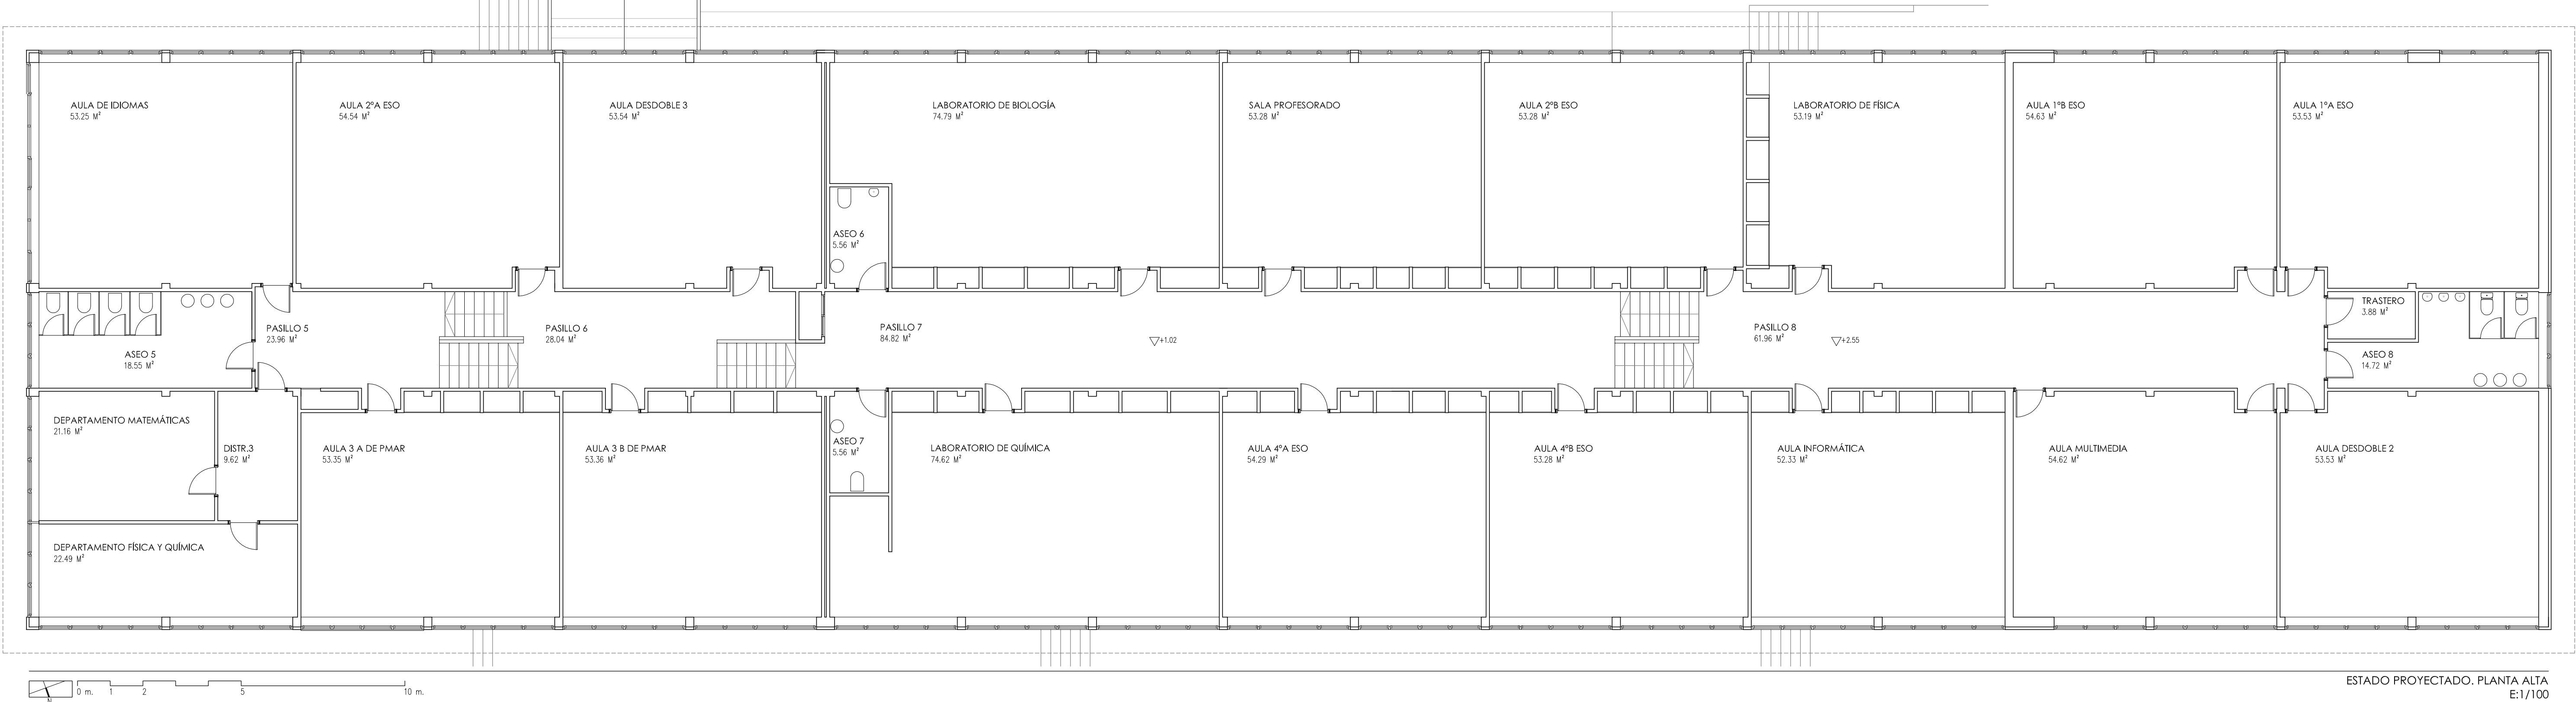 AULA DE IDIOMAS
53.25 M²
AULA 2ºA ESO
54.54 M²
AULA DESDOBLE 3
53.54 M²
LABORATORIO DE BIOLOGÍA
74.79 M²
SALA PROFESORADO
53.28 M²
AULA 2ºB ESO
53.28 M²
LABORATORIO DE FÍSICA
53.19 M²
AULA 1ºB ESO
54.63 M²
AULA 1ºA ESO
53.53 M²
ASEO 6
5.56 M²
ASEO 5
18.55 M²
PASILLO 5
23.96 M²
PASILLO 6
28.04 M²
PASILLO 7
84.82 M²
+1.02
PASILLO 8
61.96 M²
+2.55
TRASTERO
3.88 M²
ASEO 8
14.72 M²
DEPARTAMENTO MATEMÁTICAS
21.16 M²
DISTR.3
9.62 M²
AULA 3 A DE PMAR
53.35 M²
AULA 3 B DE PMAR
53.36 M²
ASEO 7
5.56 M²
LABORATORIO DE QUÍMICA
74.62 M²
AULA 4ºA ESO
54.29 M²
AULA 4ºB ESO
53.28 M²
AULA INFORMÁTICA
52.33 M²
AULA MULTIMEDIA
54.62 M²
AULA DESDOBLE 2
53.53 M²
DEPARTAMENTO FÍSICA Y QUÍMICA
22.49 M²
0 m. 1 2 5 10 m.
ESTADO PROYECTADO. PLANTA ALTA
E:1/100